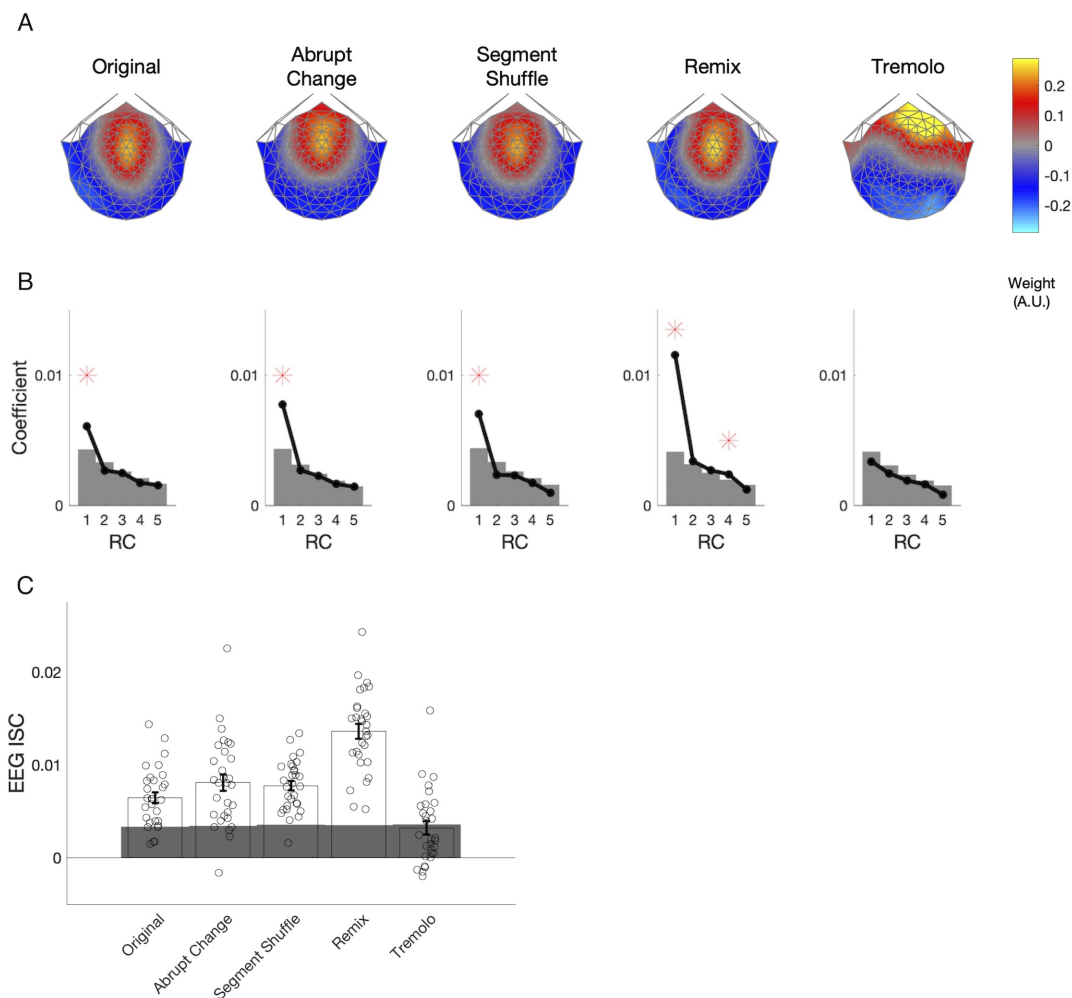 A
Original
Abrupt
Change
Segment
Shuffle
Remix
Tremolo
0.2
0.1
0
-0.1
-0.2
Weight
(A.U.)
B
Coefficient
0.01
0
1 2 3 4 5
RC
0.01
0
1 2 3 4 5
RC
0.01
0
1 2 3 4 5
RC
0.01
0
1 2 3 4 5
RC
0.01
0
1 2 3 4 5
RC
C
EEG ISC
0.02
0.01
0
Original
Abrupt Change
Segment Shuffle
Remix
Tremolo